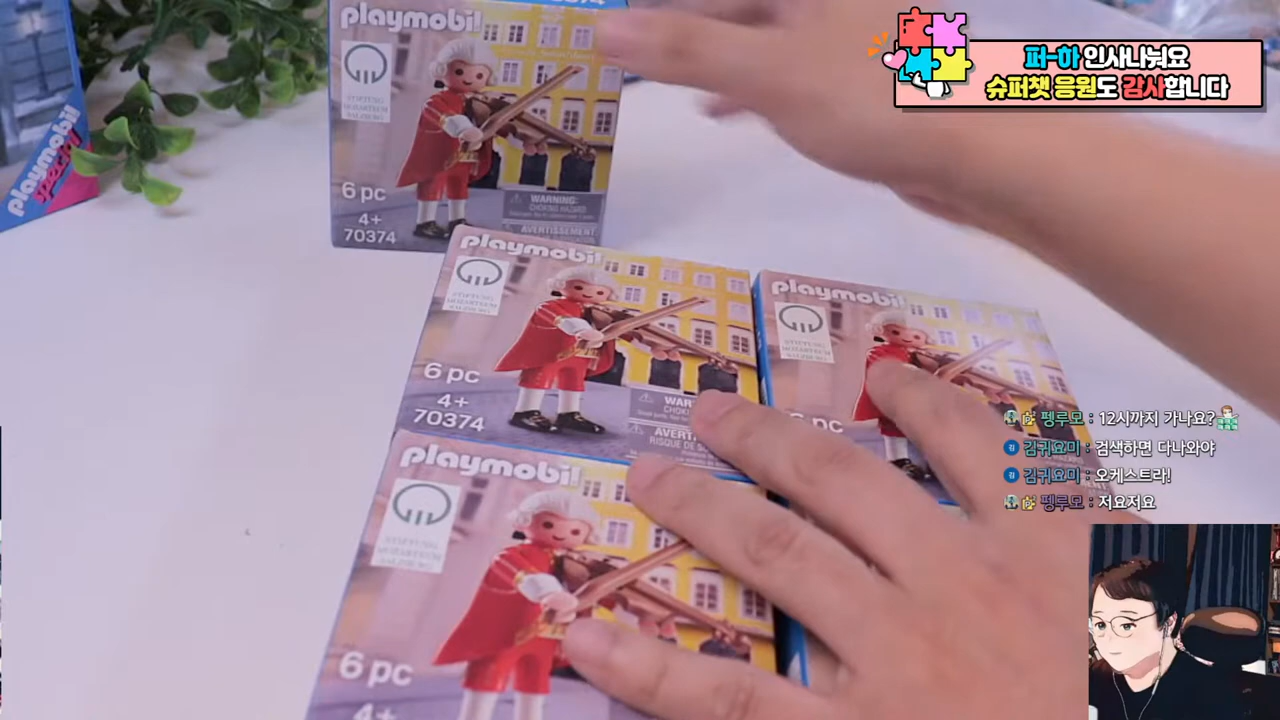 playmobil
6 pc
4+
70374
WARNING:
CHOKING HAZARD
AVERTISSEMENT
퍼-하 인사나눠요
슈퍼챗 응원도 감사합니다
playmobil
special
playmobil
6 pc
4+
70374
playmobil
6 pc
playmobil
6 pc
4+
펭루모 : 12시까지 가나요?
김귀요미 : 검색하면 다나와야
김귀요미 : 오케스트라!
펭루모 : 저요저요